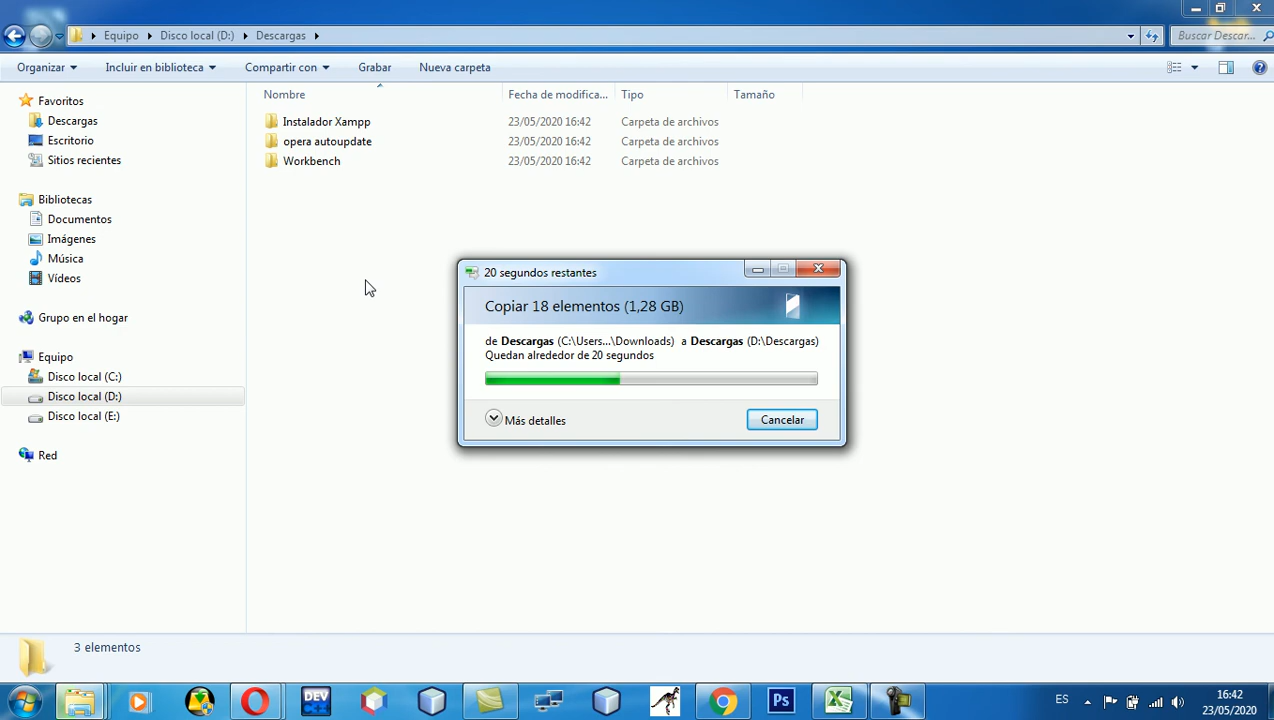 Equipo Disco local (D:) Descargas
Buscar Descar...
Organizar Incluir en biblioteca Compartir con Grabar Nueva carpeta
Nombre Fecha de modifica... Tipo Tamaño
Favoritos
Descargas
Escritorio
Sitios recientes
Bibliotecas
Documentos
Imágenes
Música
Vídeos
Grupo en el hogar
Equipo
Disco local (C:)
Disco local (D:)
Disco local (E:)
Red
Instalador Xampp 23/05/2020 16:42 Carpeta de archivos
opera autoupdate 23/05/2020 16:42 Carpeta de archivos
Workbench 23/05/2020 16:42 Carpeta de archivos
20 segundos restantes
Copiar 18 elementos (1,28 GB)
de Descargas (C:\Users...\Downloads) a Descargas (D:\Descargas)
Quedan alrededor de 20 segundos
Más detalles
Cancelar
3 elementos
DEV
Ps
ES
16:42
23/05/2020